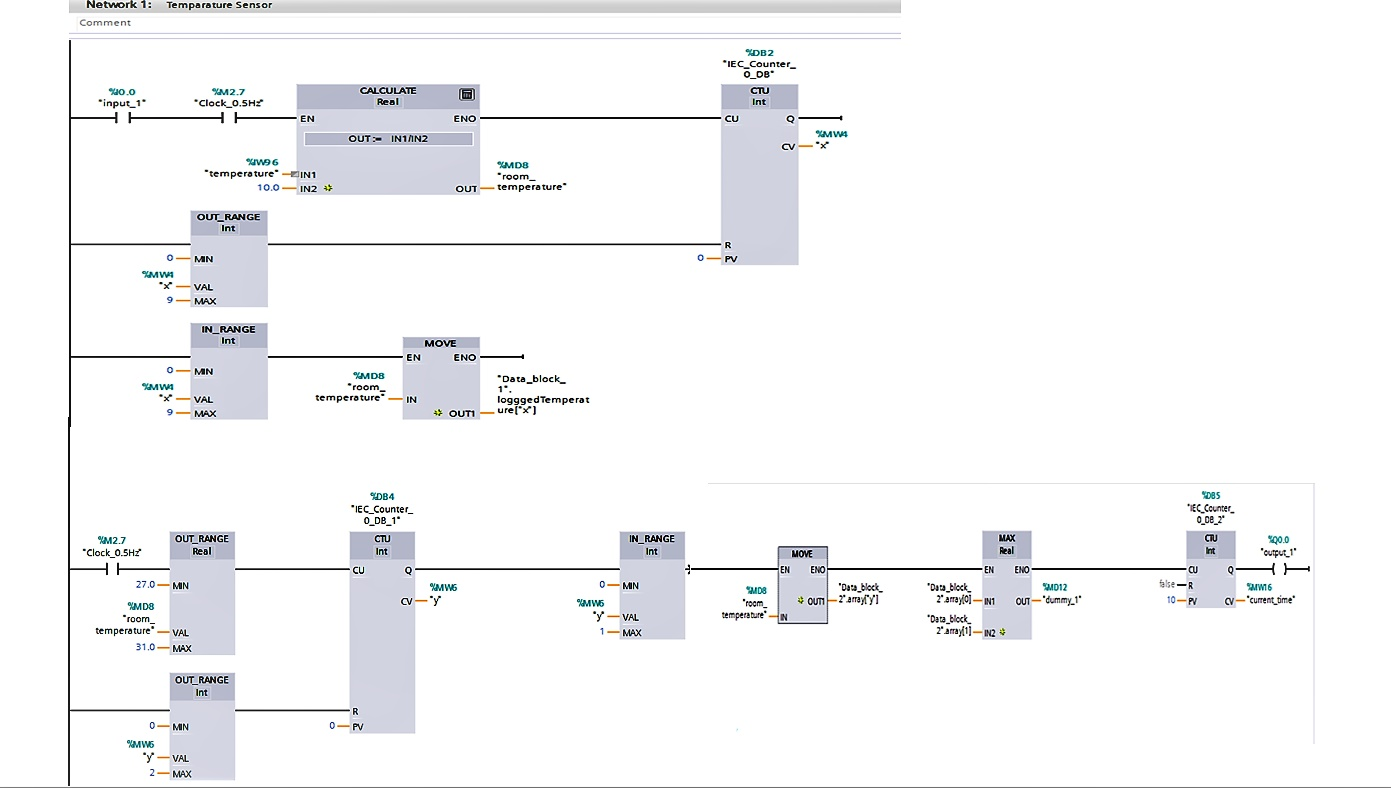 Network 1: Temparature Sensor
Comment
%DB2
"IEC_Counter_
0_DB"
%I0.0
"input_1"
%M2.7
"Clock_0.5Hz"
CALCULATE
Real
EN
ENO
OUT := IN1/IN2
%IW96
"temperature"
IN1
10.0
IN2
OUT
%MD8
"room_
temperature"
CTU
Int
CU
Q
CV
%MW4
"x"
R
0
PV
OUT_RANGE
Int
0
MIN
%MW4
"x"
VAL
9
MAX
IN_RANGE
Int
0
MIN
%MW4
"x"
VAL
9
MAX
MOVE
EN
ENO
%MD8
"room_
temperature"
IN
OUT1
"Data_block_
1".
logggedTemperat
ure["x"]
%M2.7
"Clock_0.5Hz"
OUT_RANGE
Real
27.0
MIN
%MD8
"room_
temperature"
VAL
31.0
MAX
%DB4
"IEC_Counter_
0_DB_1"
CTU
Int
CU
Q
CV
%MW6
"y"
R
0
PV
OUT_RANGE
Int
0
MIN
%MW6
"y"
VAL
2
MAX
IN_RANGE
Int
0
MIN
%MW6
"y"
VAL
1
MAX
MOVE
EN
ENO
%MD8
"room_
temperature"
IN
OUT1
"Data_block_
2".array["y"]
MAX
Real
EN
ENO
"Data_block_
2".array[0]
IN1
"Data_block_
2".array[1]
IN2
OUT
%MD12
"dummy_1"
%DB5
"IEC_Counter_
0_DB_2"
CTU
Int
CU
Q
false
R
10
PV
CV
%MW16
"current_time"
%Q0.0
"output_1"